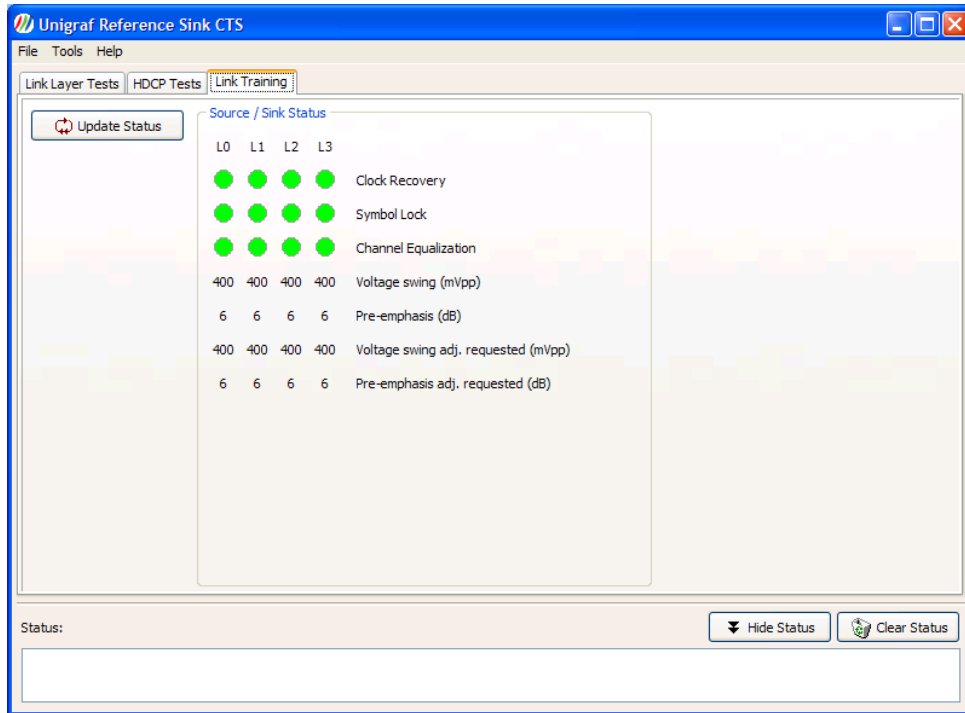 Unigraf Reference Sink CTS
File Tools Help
Link Layer Tests HDCP Tests Link Training
Update Status
Source / Sink Status
L0 L1 L2 L3
Clock Recovery
Symbol Lock
Channel Equalization
400 400 400 400 Voltage swing (mVpp)
6 6 6 6 Pre-emphasis (dB)
400 400 400 400 Voltage swing adj. requested (mVpp)
6 6 6 6 Pre-emphasis adj. requested (dB)
Status:
Hide Status
Clear Status